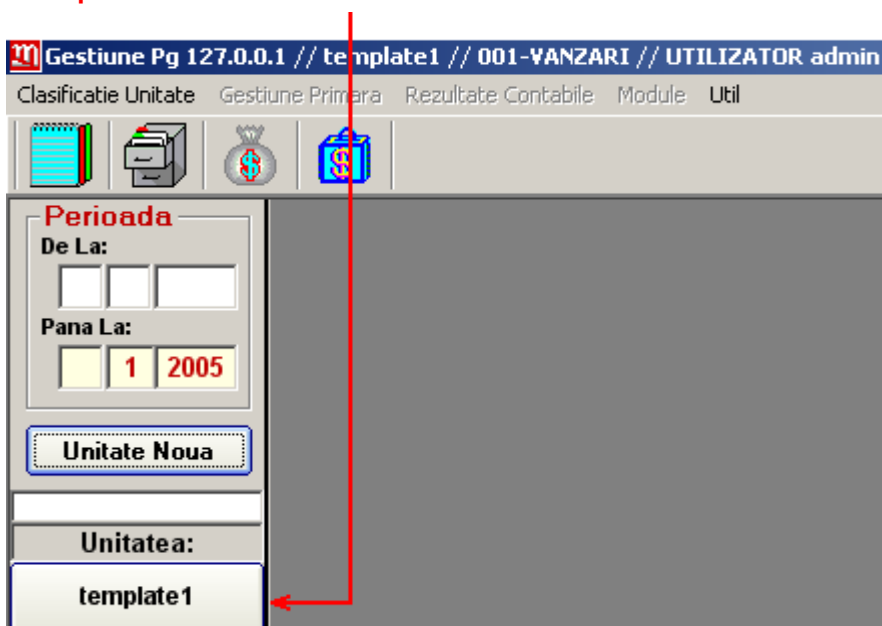 Gestiune Pg 127.0.0.1 // template1 // 001-VANZARI // UTILIZATOR admin
Clasificatie Unitate Gestiune Primara Rezultate Contabile Module Util
Perioada
De La:
Pana La:
1 2005
Unitate Noua
Unitatea:
template1